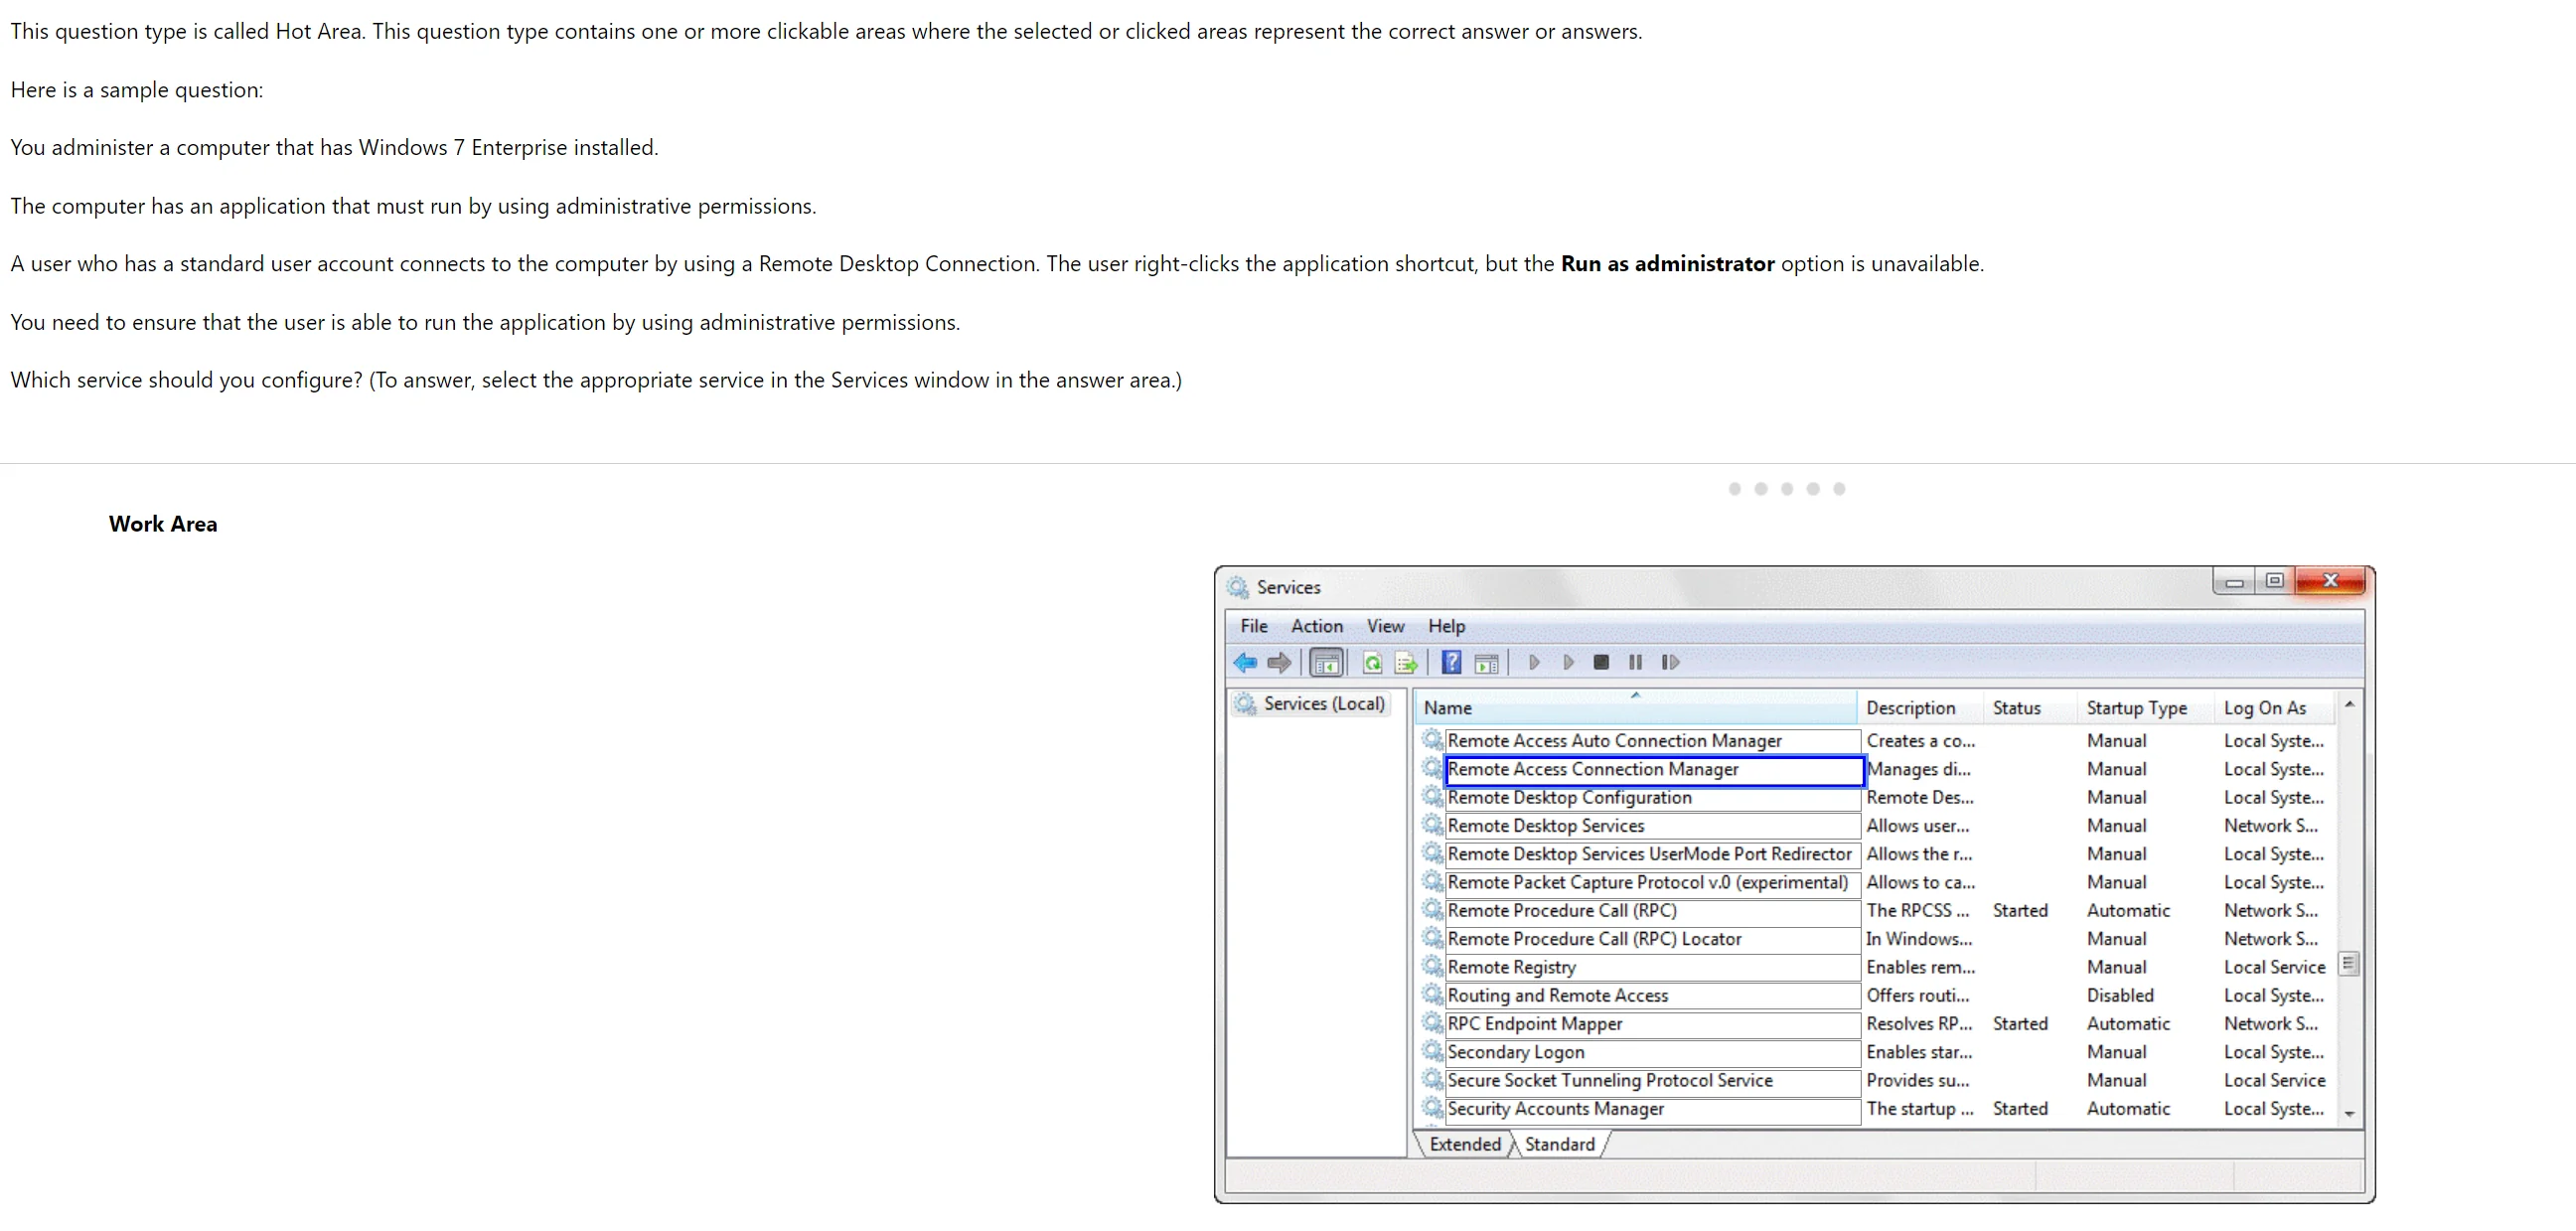 This question type is called Hot Area. This question type contains one or more clickable areas where the selected or clicked areas represent the correct answer or answers.
Here is a sample question:
You administer a computer that has Windows 7 Enterprise installed.
The computer has an application that must run by using administrative permissions.
A user who has a standard user account connects to the computer by using a Remote Desktop Connection. The user right-clicks the application shortcut, but the Run as administrator option is unavailable.
You need to ensure that the user is able to run the application by using administrative permissions.
Which service should you configure? (To answer, select the appropriate service in the Services window in the answer area.)
Work Area
Services
File Action View Help
Services (Local)
Name Description Status Startup Type Log On As
Remote Access Auto Connection Manager Creates a co... Manual Local Syste...
Remote Access Connection Manager Manages di... Manual Local Syste...
Remote Desktop Configuration Remote Des... Manual Local Syste...
Remote Desktop Services Allows user... Manual Network S...
Remote Desktop Services UserMode Port Redirector Allows the r... Manual Local Syste...
Remote Packet Capture Protocol v.0 (experimental) Allows to ca... Manual Local Syste...
Remote Procedure Call (RPC) The RPCSS ... Started Automatic Network S...
Remote Procedure Call (RPC) Locator In Windows... Manual Network S...
Remote Registry Enables rem... Manual Local Service
Routing and Remote Access Offers routi... Disabled Local Syste...
RPC Endpoint Mapper Resolves RP... Started Automatic Network S...
Secondary Logon Enables star... Manual Local Syste...
Secure Socket Tunneling Protocol Service Provides su... Manual Local Service
Security Accounts Manager The startup ... Started Automatic Local Syste...
Extended Standard